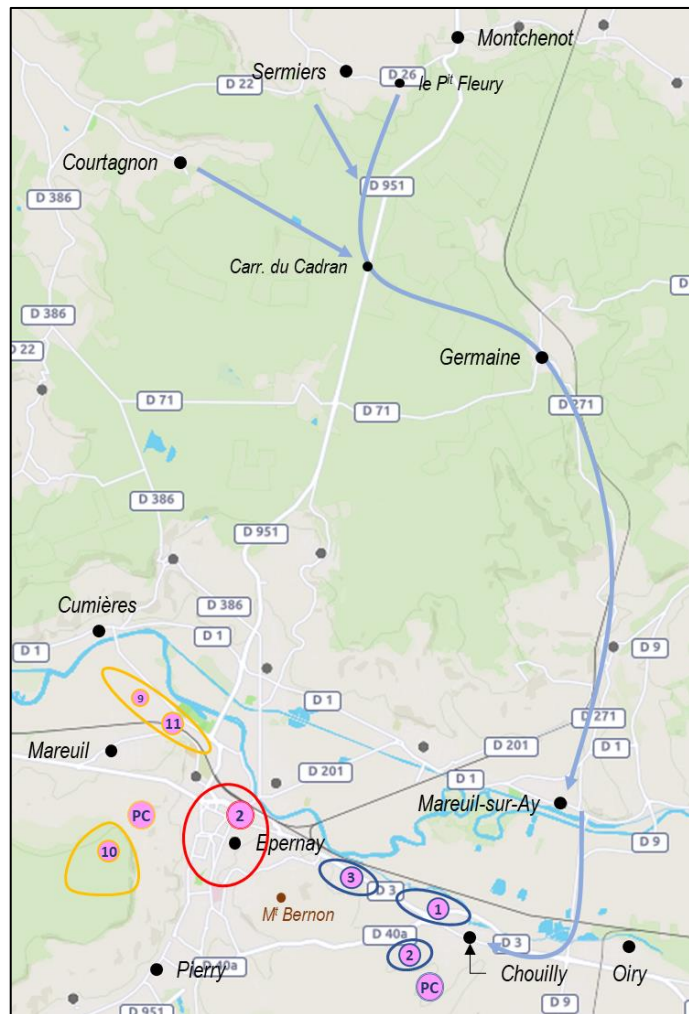 Montchenot
Sermiers
D 26
D 22
le Pit Fleury
Courtagnon
D 951
D 386
Carr. du Cadran
D
D 386
D 22
Germaine
D 71
D 71
D 271
D 386
D 951
Cumières
D 386
D 1
D 1
D 9
9
D 1
11
D 271
Mareuil
D 201
D 1
D 201
D 1
Mareuil-sur-Ay
PC
2
Epernay
D 9
10
3
D 3
Mt Bernon
1
D 40a
D 3
2
Pierry
D 40a
Chouilly
Oiry
PC
D 9
D 951